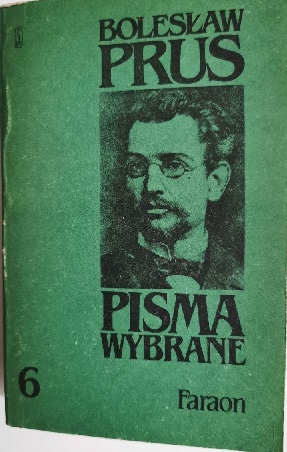 BOLESŁAW
PRUS
PISMA
WYBRANE
6
Faraon